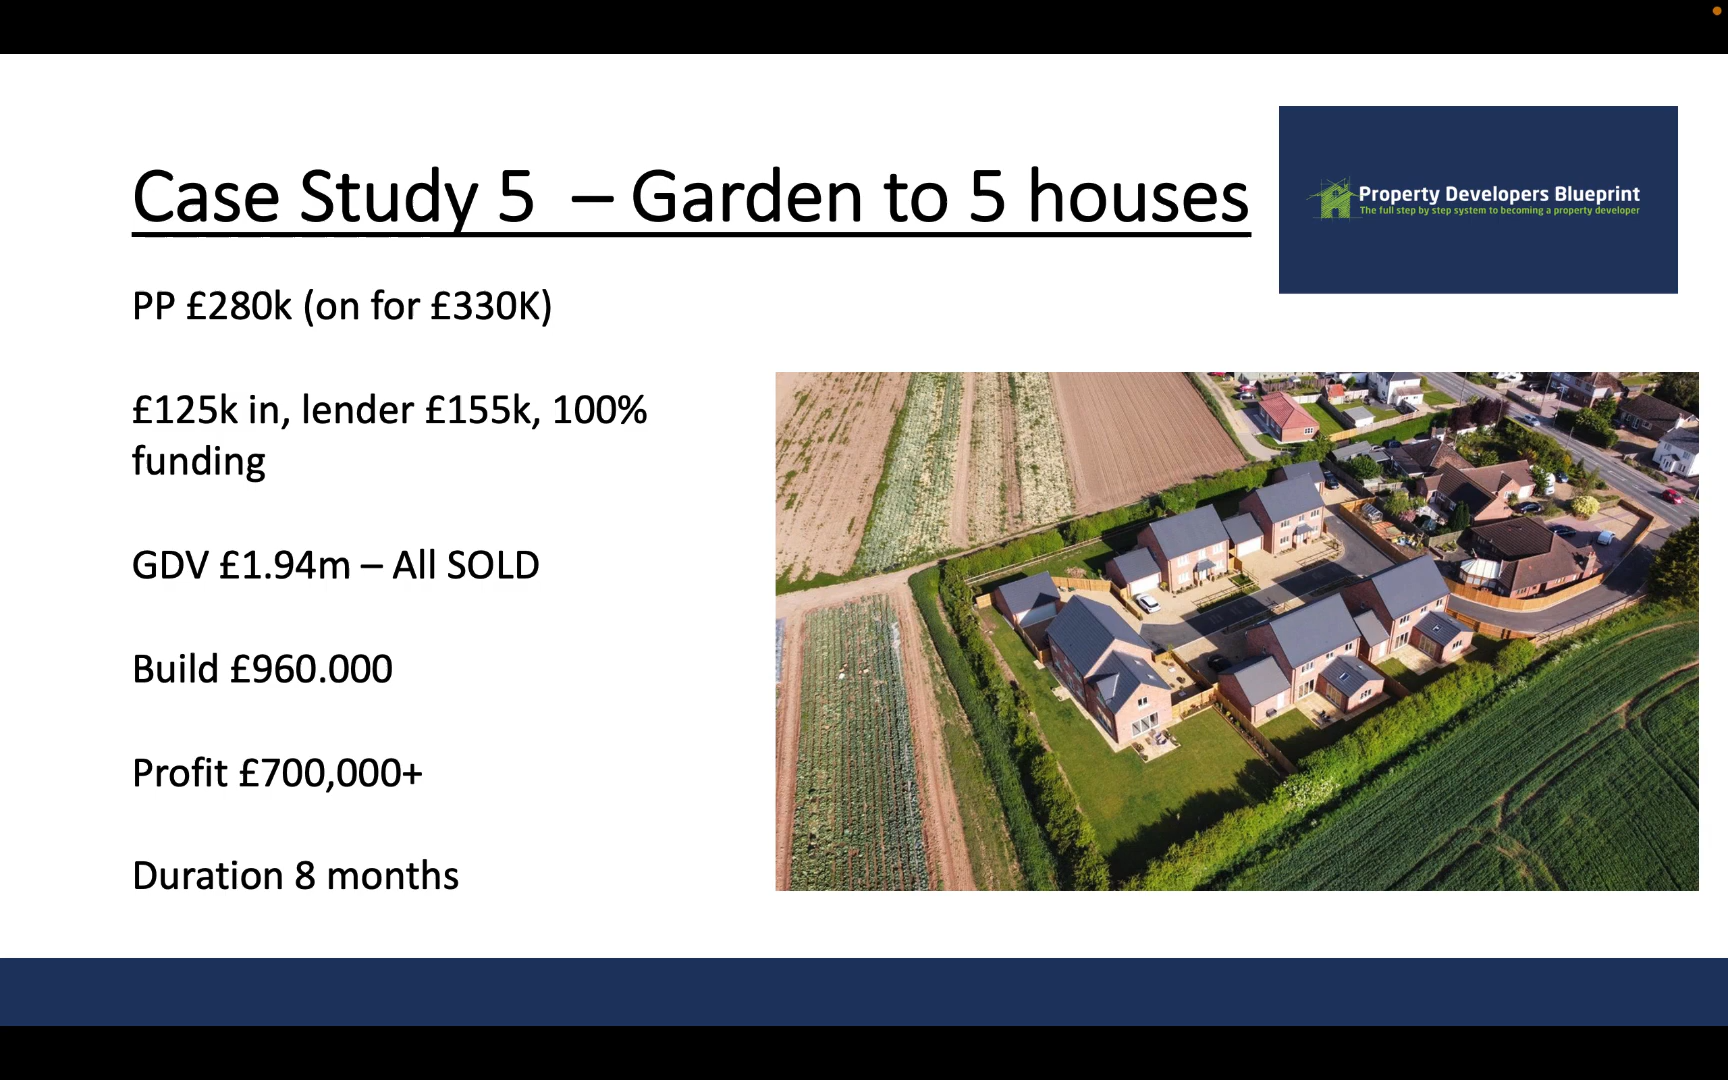 Case Study 5 – Garden to 5 houses
Property Developers Blueprint
The full step by step system to becoming a property developer
PP £280k (on for £330K)
£125k in, lender £155k, 100%
funding
GDV £1.94m – All SOLD
Build £960.000
Profit £700,000+
Duration 8 months